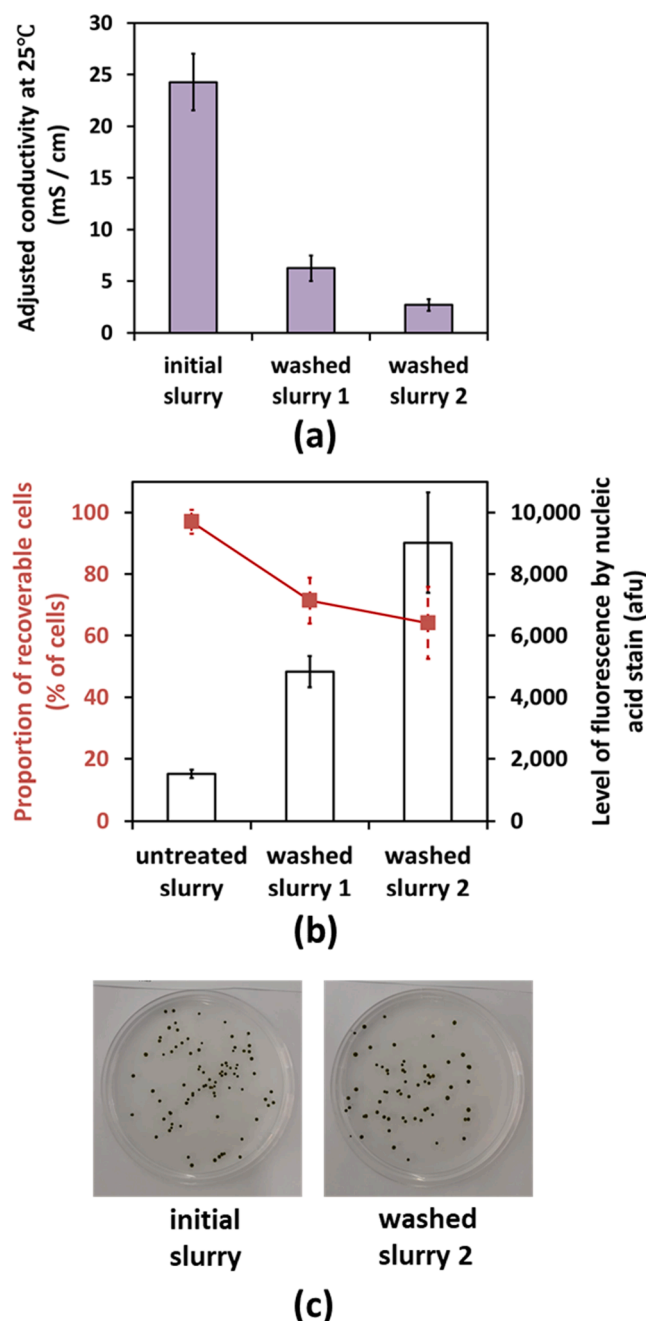 Adjusted conductivity at 25℃
(mS / cm)
30
25
20
15
10
5
0
initial
slurry
washed
slurry 1
washed
slurry 2
(a)
Proportion of recoverable cells
(% of cells)
100
80
60
40
20
0
10,000
8,000
6,000
4,000
2,000
0
Level of fluorescence by nucleic
acid stain (afu)
untreated
slurry
washed
slurry 1
washed
slurry 2
(b)
initial
slurry
washed
slurry 2
(c)